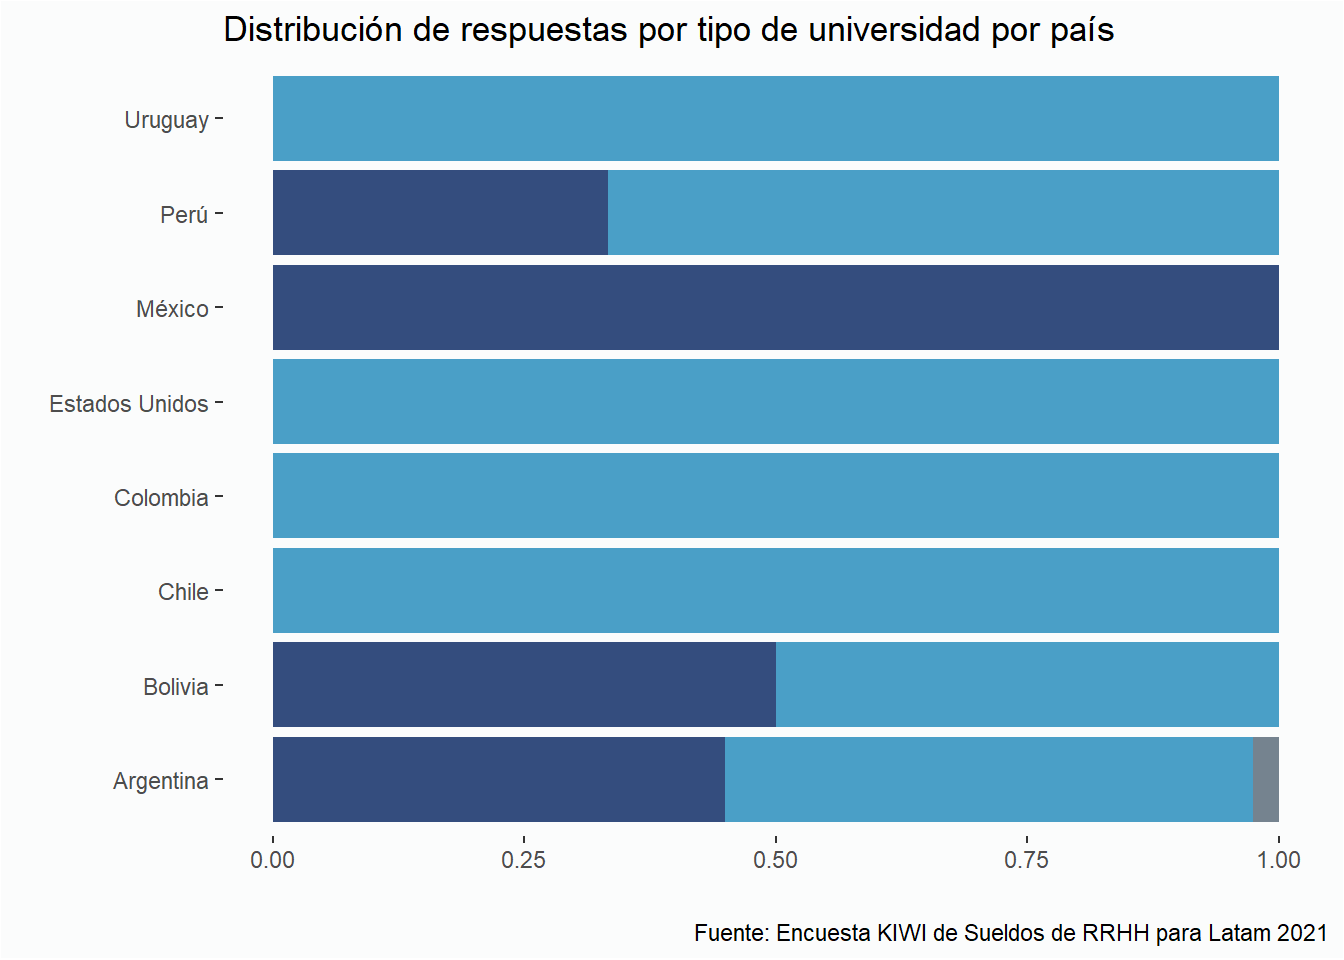 Distribución de respuestas por tipo de universidad por país
Uruguay
Perú
México
Estados Unidos
Colombia
Chile
Bolivia
Argentina
0.00 0.25 0.50 0.75 1.00
Fuente: Encuesta KIWI de Sueldos de RRHH para Latam 2021